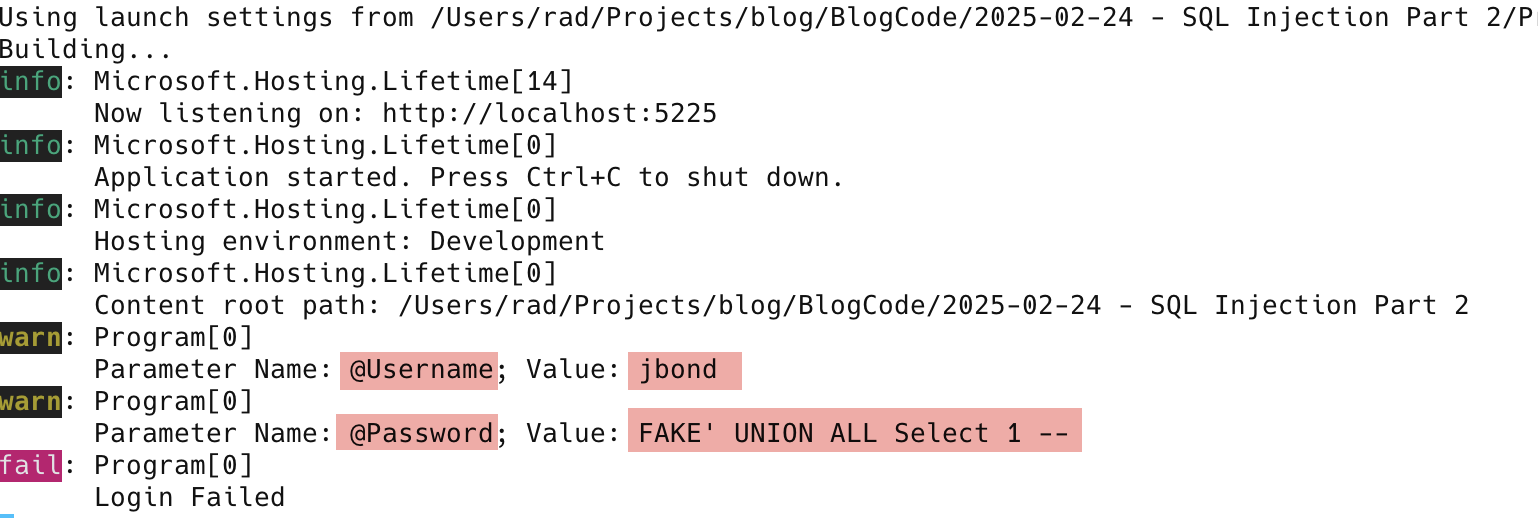 Using launch settings from /Users/rad/Projects/blog/BlogCode/2025-02-24 - SQL Injection Part 2/P
Building...
info: Microsoft.Hosting.Lifetime[14]
Now listening on: http://localhost:5225
info: Microsoft.Hosting.Lifetime[0]
Application started. Press Ctrl+C to shut down.
info: Microsoft.Hosting.Lifetime[0]
Hosting environment: Development
info: Microsoft.Hosting.Lifetime[0]
Content root path: /Users/rad/Projects/blog/BlogCode/2025-02-24 - SQL Injection Part 2
warn: Program[0]
Parameter Name: @Username; Value: jbond
warn: Program[0]
Parameter Name: @Password; Value: FAKE' UNION ALL Select 1 --
fail: Program[0]
Login Failed